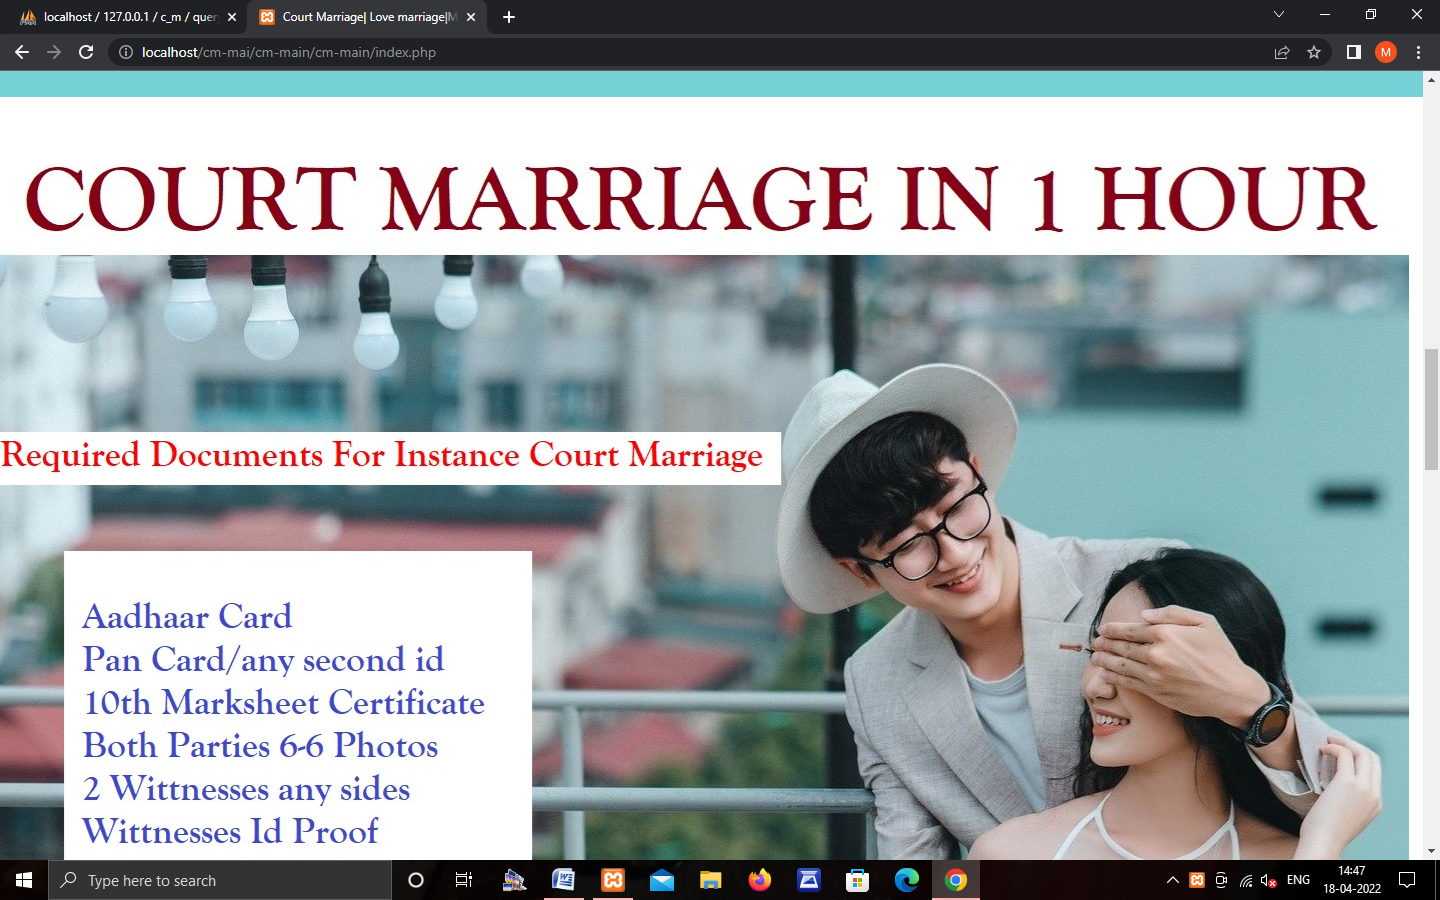 localhost / 127.0.0.1 / c_m / quer
Court Marriage| Love marriage|M
localhost/cm-mai/cm-main/cm-main/index.php
M
COURT MARRIAGE IN 1 HOUR
Required Documents For Instance Court Marriage
Aadhaar Card
Pan Card/any second id
10th Marksheet Certificate
Both Parties 6-6 Photos
2 Wittnesses any sides
Wittnesses Id Proof
Type here to search
ENG
14:47
18-04-2022